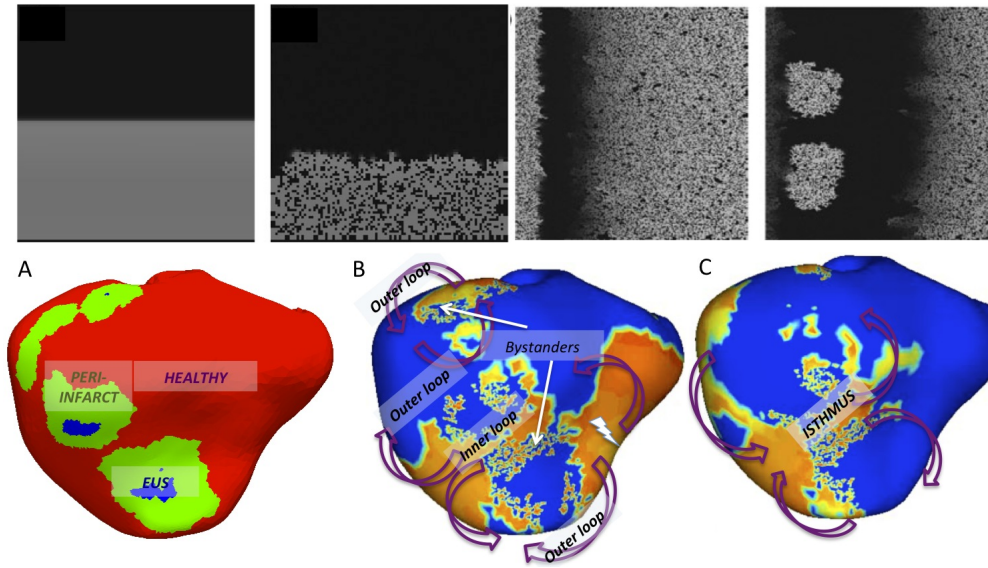 A
B
C
Outer loop
PERI-
INFARCT
HEALTHY
Bystanders
Outer loop
Inner loop
ISTHMUS
EUS
Outer loop